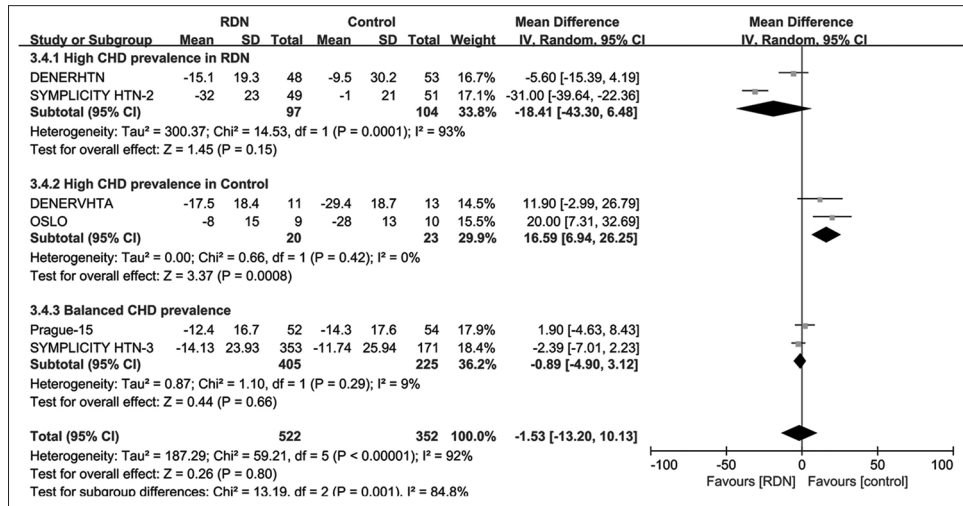 RDN Control Mean Difference Mean Difference
Study or Subgroup Mean SD Total Mean SD Total Weight IV, Random, 95% CI IV, Random, 95% CI
3.4.1 High CHD prevalence in RDN
DENERHTN -15.1 19.3 48 -9.5 30.2 53 16.7% -5.60 [-15.39, 4.19]
SYMPLICITY HTN-2 -32 23 49 -1 21 51 17.1% -31.00 [-39.64, -22.36]
Subtotal (95% CI) 97 104 33.8% -18.41 [-43.30, 6.48]
Heterogeneity: Tau² = 300.37; Chi² = 14.53, df = 1 (P = 0.0001); I² = 93%
Test for overall effect: Z = 1.45 (P = 0.15)
3.4.2 High CHD prevalence in Control
DENERVHTA -17.5 18.4 11 -29.4 18.7 13 14.5% 11.90 [-2.99, 26.79]
OSLO -8 15 9 -28 13 10 15.5% 20.00 [7.31, 32.69]
Subtotal (95% CI) 20 23 29.9% 16.59 [6.94, 26.25]
Heterogeneity: Tau² = 0.00; Chi² = 0.66, df = 1 (P = 0.42); I² = 0%
Test for overall effect: Z = 3.37 (P = 0.0008)
3.4.3 Balanced CHD prevalence
Prague-15 -12.4 16.7 52 -14.3 17.6 54 17.9% 1.90 [-4.63, 8.43]
SYMPLICITY HTN-3 -14.13 23.93 353 -11.74 25.94 171 18.4% -2.39 [-7.01, 2.23]
Subtotal (95% CI) 405 225 36.2% -0.89 [-4.90, 3.12]
Heterogeneity: Tau² = 0.87; Chi² = 1.10, df = 1 (P = 0.29); I² = 9%
Test for overall effect: Z = 0.44 (P = 0.66)
Total (95% CI) 522 352 100.0% -1.53 [-13.20, 10.13]
Heterogeneity: Tau² = 187.29; Chi² = 59.21, df = 5 (P < 0.00001); I² = 92%
Test for overall effect: Z = 0.26 (P = 0.80)
Test for subgroup differences: Chi² = 13.19, df = 2 (P = 0.001), I² = 84.8%
-100 -50 0 50 100
Favours [RDN] Favours [control]